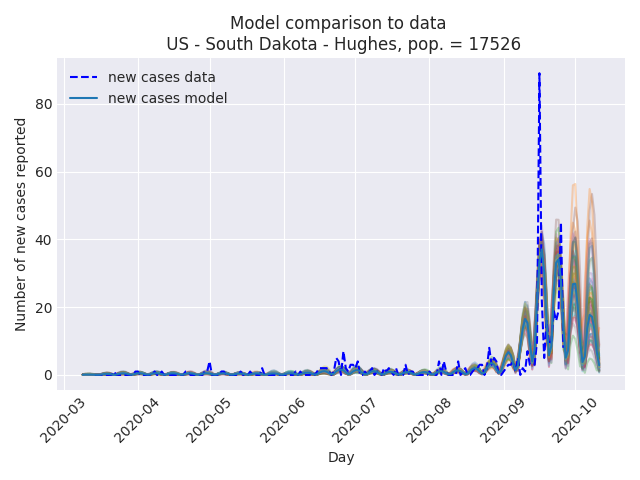 Model comparison to data
US - South Dakota - Hughes, pop. = 17526
new cases data
new cases model
Number of new cases reported
80
60
40
20
0
2020-03
2020-04
2020-05
2020-06
2020-07
2020-08
2020-09
2020-10
Day